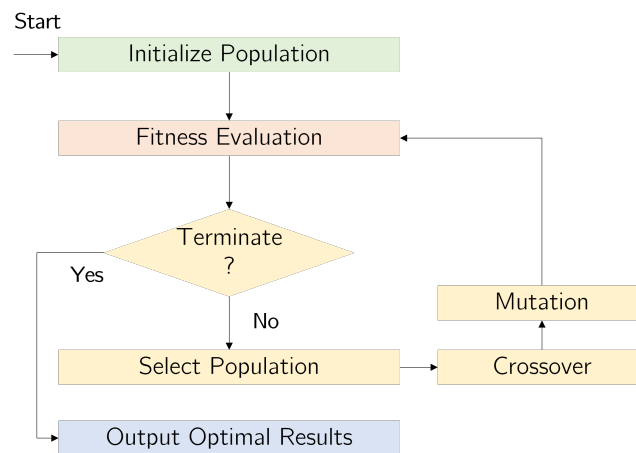 Start
Initialize Population
Fitness Evaluation
Terminate
?
Yes
No
Mutation
Select Population
Crossover
Output Optimal Results